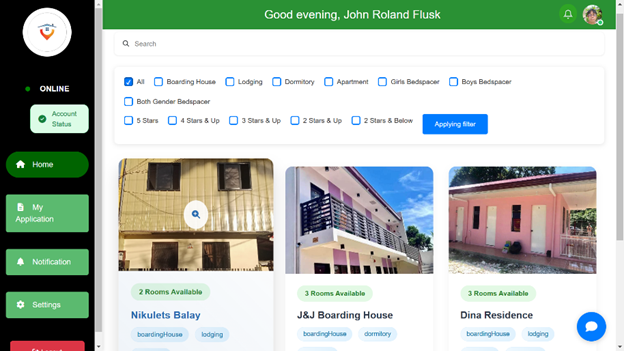 Good evening, John Roland Flusk
ONLINE
Account
Status
Home
My
Application
Notification
Settings
Search
All Boarding House Lodging Dormitory Apartment Girls Bedspacer Boys Bedspacer
Both Gender Bedspacer
5 Stars 4 Stars & Up 3 Stars & Up 2 Stars & Up 2 Stars & Below Applying filter
2 Rooms Available
Nikulets Balay
boardingHouse lodging
3 Rooms Available
J&J Boarding House
boardingHouse dormitory
3 Rooms Available
Dina Residence
boardingHouse lodging